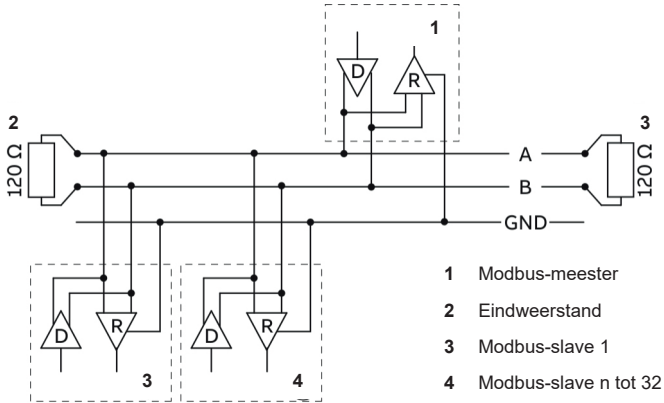 1
D
R
2
3
120 Ω
120 Ω
A
B
GND
D
R
D
R
3
4
1 Modbus-meester
2 Eindweerstand
3 Modbus-slave 1
4 Modbus-slave n tot 32